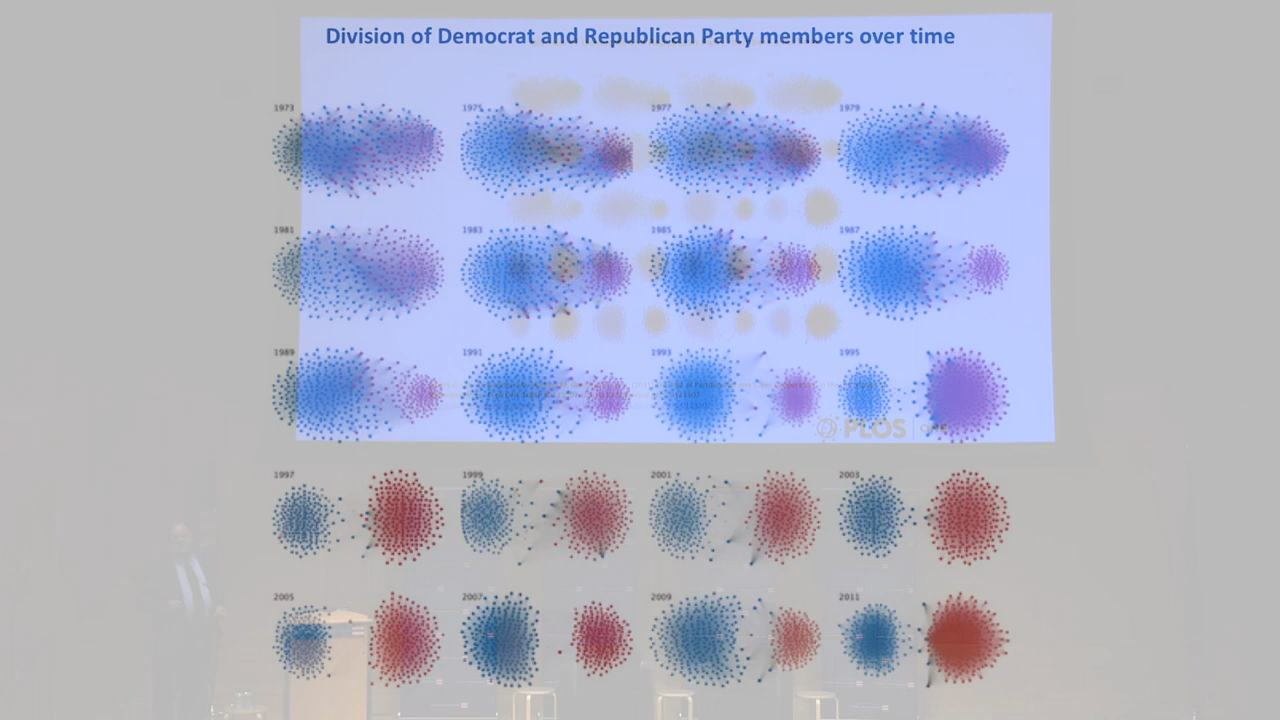 Division of Democrat and Republican Party members over time
1973 1975 1977 1979
1981 1983 1985 1987
1989 1991 1993 1995
PLOS
1997 1999 2001 2003
2005 2007 2009 2011